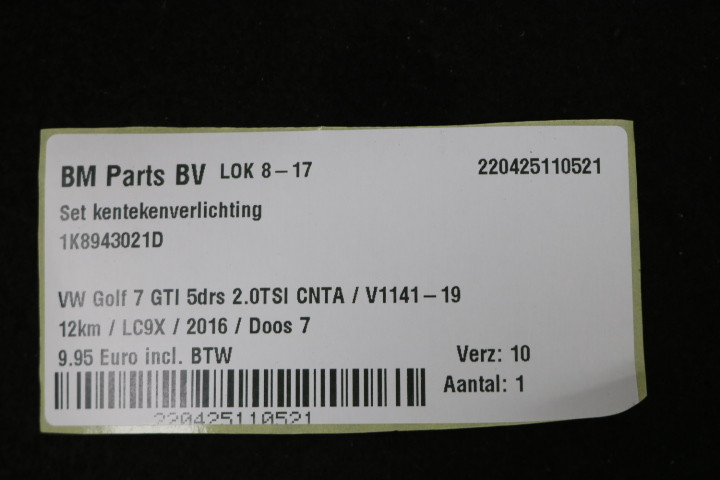 BM Parts BV LOK 8-17 220425110521
Set kentekenverlichting
1K8943021D
VW Golf 7 GTI 5drs 2.0TSI CNTA / V1141-19
12km / LC9X / 2016 / Doos 7
9.95 Euro incl. BTW Verz: 10
Aantal: 1
220425110521